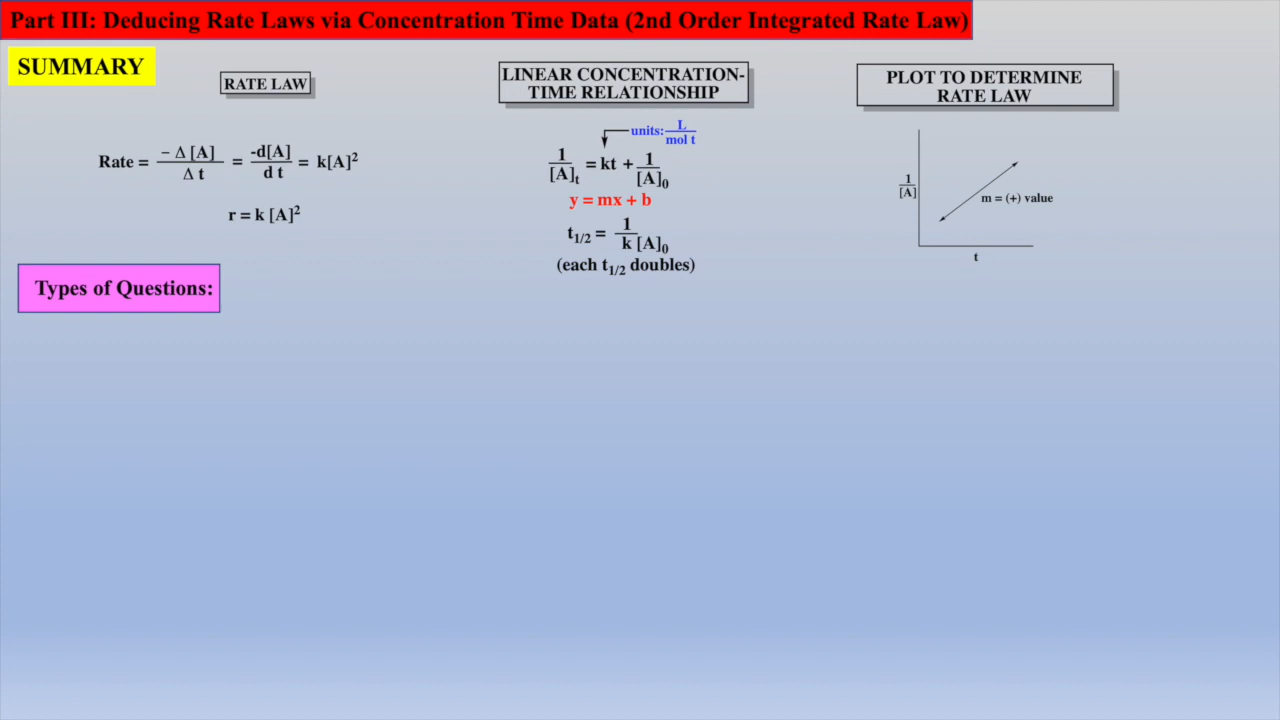 Part III: Deducing Rate Laws via Concentration Time Data (2nd Order Integrated Rate Law)
SUMMARY
RATE LAW
Rate = − Δ [A] / Δ t = -d[A] / d t = k[A]²
r = k [A]²
LINEAR CONCENTRATION-
TIME RELATIONSHIP
units: L / mol t
1 / [A]t = kt + 1 / [A]0
y = mx + b
t1/2 = 1 / k [A]0
(each t1/2 doubles)
PLOT TO DETERMINE
RATE LAW
1 / [A]
m = (+) value
t
Types of Questions: